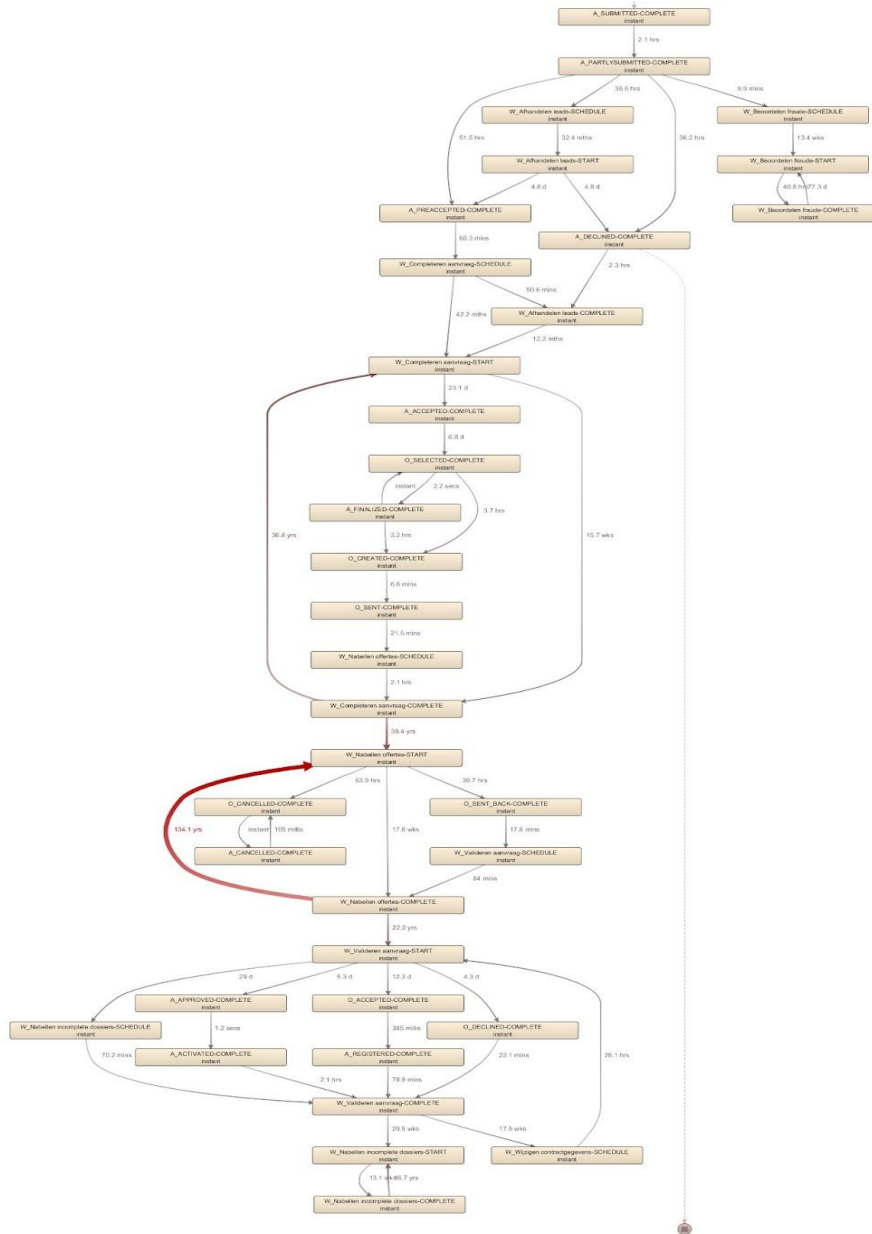 A_SUBMITTED-COMPLETE
instant
2.1 hrs
A_PARTLYSUBMITTED-COMPLETE
instant
35.5 hrs
9.9 mins
W_Afhandelen leads-SCHEDULE
instant
W_Beoordelen fraude-SCHEDULE
instant
51.5 hrs
32.4 mths
36.2 hrs
13.4 wks
W_Afhandelen leads-START
instant
W_Beoordelen fraude-START
instant
4.8 d
4.8 d
77.3 d
A_PREACCEPTED-COMPLETE
instant
W_Beoordelen fraude-COMPLETE
instant
A_DECLINED-COMPLETE
instant
60.3 mins
2.3 hrs
W_Completeren aanvraag-SCHEDULE
instant
50.6 mins
42.2 mths
W_Afhandelen leads-COMPLETE
instant
12.2 mths
W_Completeren aanvraag-START
instant
23.1 d
A_ACCEPTED-COMPLETE
instant
6.8 d
O_SELECTED-COMPLETE
instant
instant
2.2 secs
A_FINALIZED-COMPLETE
instant
3.7 hrs
3.2 hrs
36.8 yrs
15.7 wks
O_CREATED-COMPLETE
instant
6.6 mins
O_SENT-COMPLETE
instant
21.5 mins
W_Nabellen offertes-SCHEDULE
instant
2.1 hrs
W_Completeren aanvraag-COMPLETE
instant
38.4 yrs
W_Nabellen offertes-START
instant
63.9 hrs
39.7 hrs
O_CANCELLED-COMPLETE
instant
O_SENT_BACK-COMPLETE
instant
134.1 yrs
instant
105 millis
17.8 wks
17.8 mins
A_CANCELLED-COMPLETE
instant
W_Valideren aanvraag-SCHEDULE
instant
84 mins
W_Nabellen offertes-COMPLETE
instant
22.2 yrs
W_Valideren aanvraag-START
instant
29 d
5.3 d
12.3 d
4.3 d
A_APPROVED-COMPLETE
instant
O_ACCEPTED-COMPLETE
instant
W_Nabellen incomplete dossiers-SCHEDULE
instant
1.2 secs
385 millis
O_DECLINED-COMPLETE
instant
70.2 mins
A_ACTIVATED-COMPLETE
instant
A_REGISTERED-COMPLETE
instant
22.1 mins
28.1 hrs
2.1 hrs
78.9 mins
W_Valideren aanvraag-COMPLETE
instant
29.5 wks
17.5 wks
W_Nabellen incomplete dossiers-START
instant
W_Wijzigen contractgegevens-SCHEDULE
instant
13.1
yrs
W_Nabellen incomplete dossiers-COMPLETE
instant